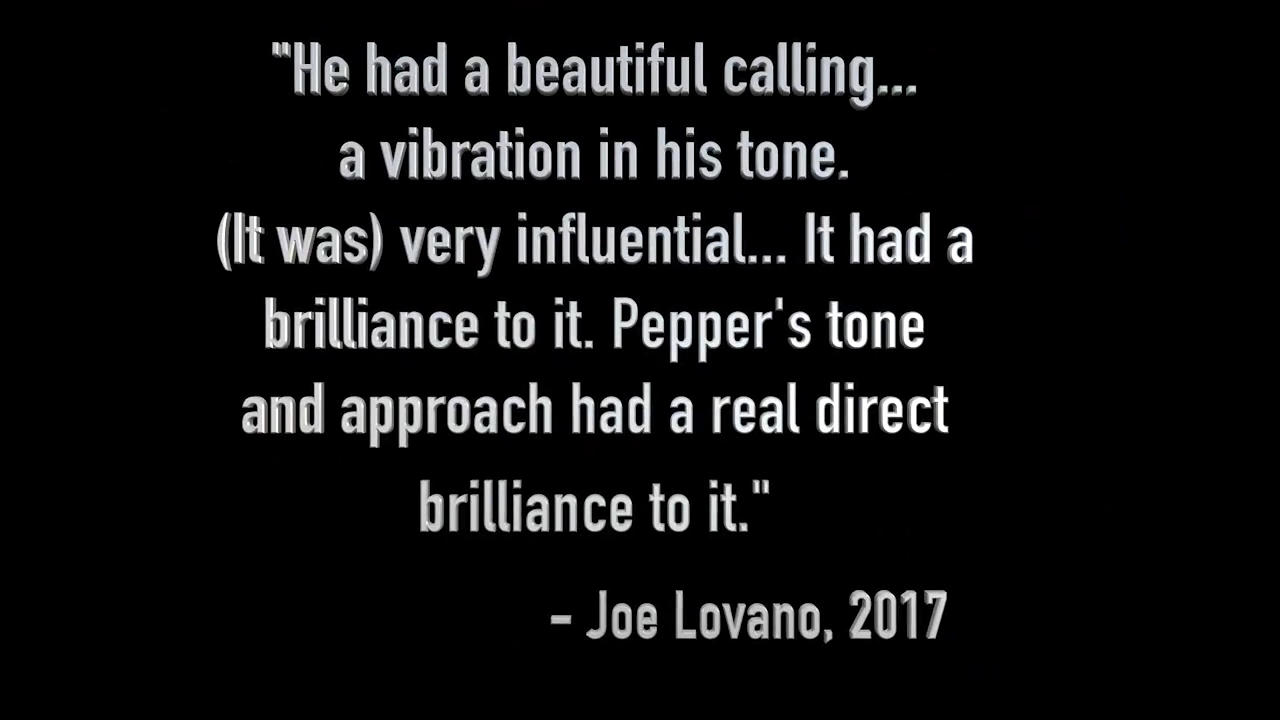 "He had a beautiful calling...
a vibration in his tone.
(It was) very influential... It had a
brilliance to it. Pepper's tone
and approach had a real direct
brilliance to it."
- Joe Lovano, 2017